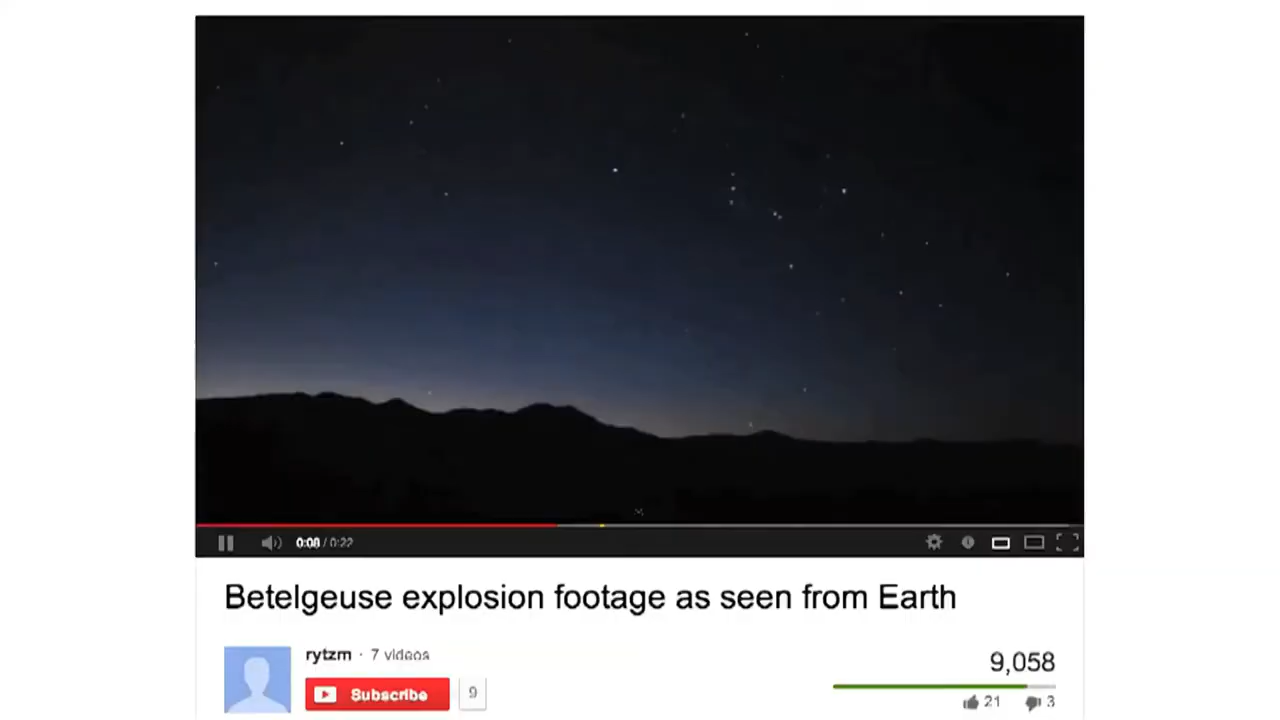 0:08 / 0:22
Betelgeuse explosion footage as seen from Earth
rytzm · 7 videos
9,058
Subscribe 9
21 3